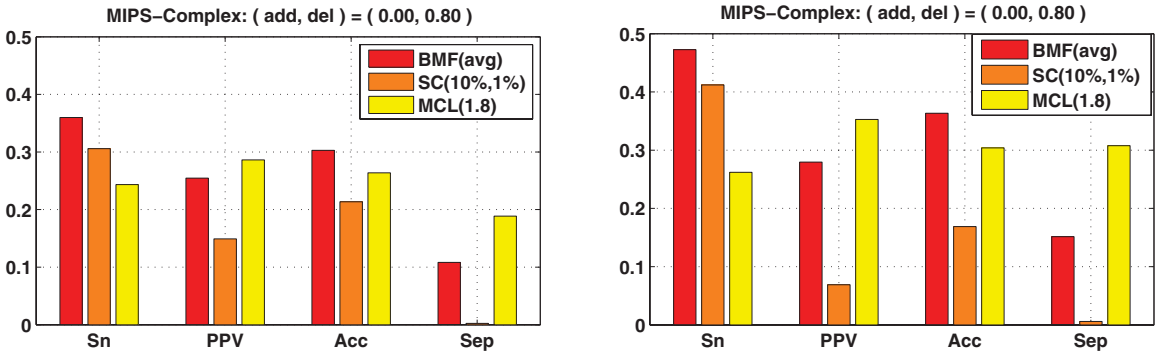 MIPS−Complex: ( add, del ) = ( 0.00, 0.80 )
0.5
0.4
0.3
0.2
0.1
0
Sn PPV Acc Sep
BMF(avg)
SC(10%,1%)
MCL(1.8)
MIPS−Complex: ( add, del ) = ( 0.00, 0.80 )
0.5
0.4
0.3
0.2
0.1
0
Sn PPV Acc Sep
BMF(avg)
SC(10%,1%)
MCL(1.8)